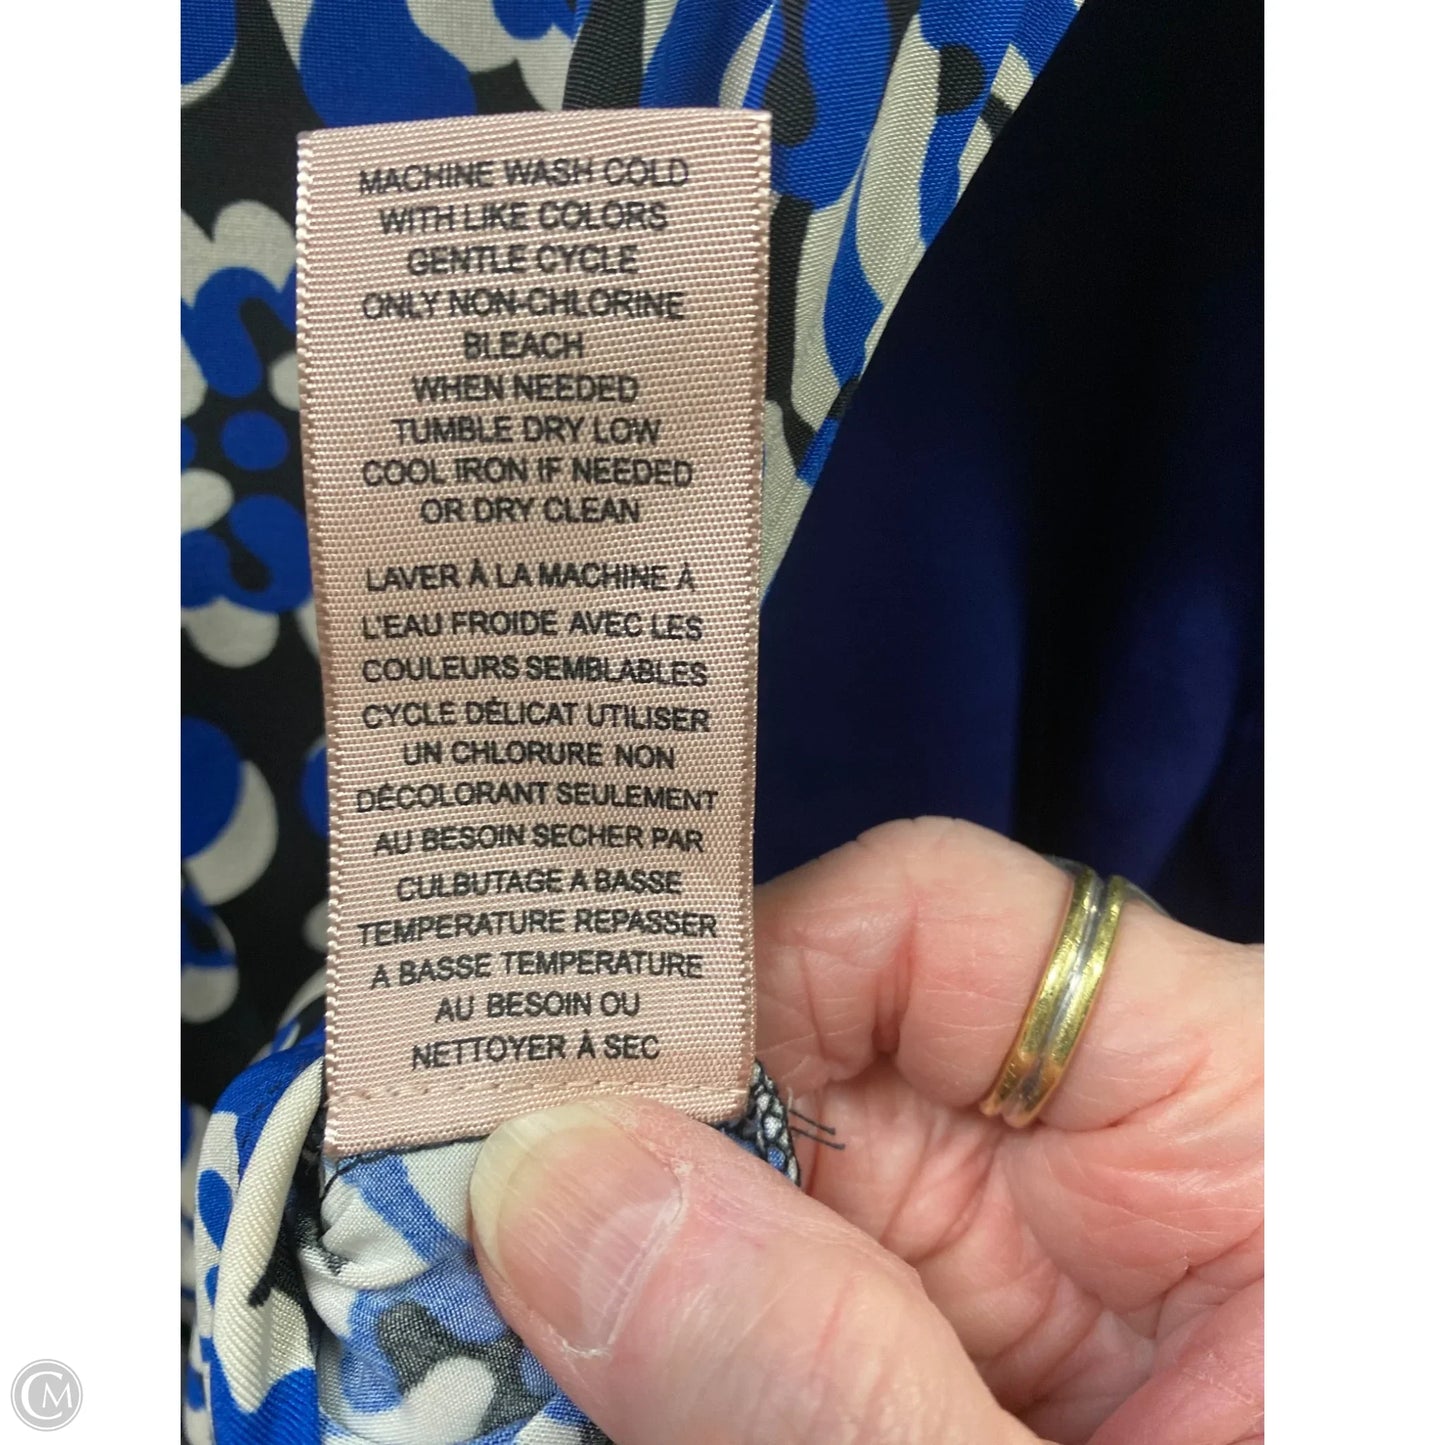 MACHINE WASH COLD
WITH LIKE COLORS
GENTLE CYCLE
ONLY NON-CHLORINE
BLEACH
WHEN NEEDED
TUMBLE DRY LOW
COOL IRON IF NEEDED
OR DRY CLEAN
LAVER À LA MACHINE À
L'EAU FROIDE AVEC LES
COULEURS SEMBLABLES
CYCLE DÉLICAT UTILISER
UN CHLORURE NON
DÉCOLORANT SEULEMENT
AU BESOIN SECHER PAR
CULBUTAGE A BASSE
TEMPERATURE REPASSER
A BASSE TEMPERATURE
AU BESOIN OU
NETTOYER À SEC
CM